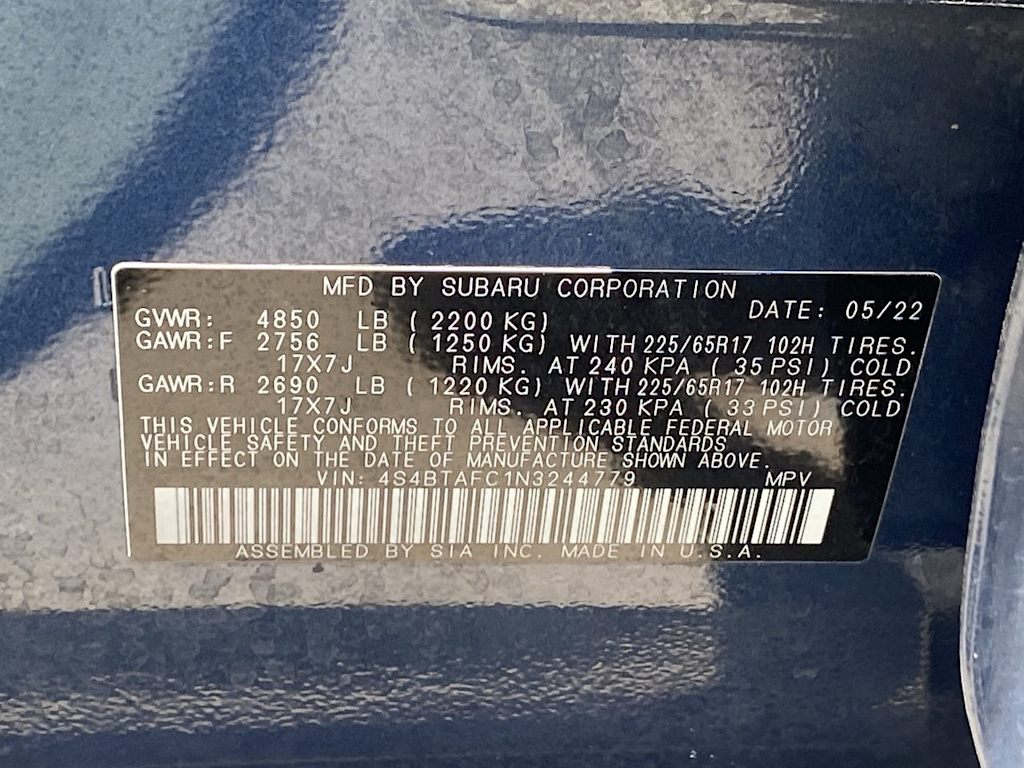 MFD BY SUBARU CORPORATION
DATE: 05/22
GVWR: 4850 LB ( 2200 KG)
GAWR:F 2756 LB ( 1250 KG) WITH 225/65R17 102H TIRES.
17X7J RIMS. AT 240 KPA ( 35 PSI) COLD
GAWR:R 2690 LB ( 1220 KG) WITH 225/65R17 102H TIRES.
17X7J RIMS. AT 230 KPA ( 33 PSI) COLD
THIS VEHICLE CONFORMS TO ALL APPLICABLE FEDERAL MOTOR
VEHICLE SAFETY AND THEFT PREVENTION STANDARDS
IN EFFECT ON THE DATE OF MANUFACTURE SHOWN ABOVE.
VIN: 4S4BTAFC1N3244779 MPV
ASSEMBLED BY SIA INC. MADE IN U.S.A.